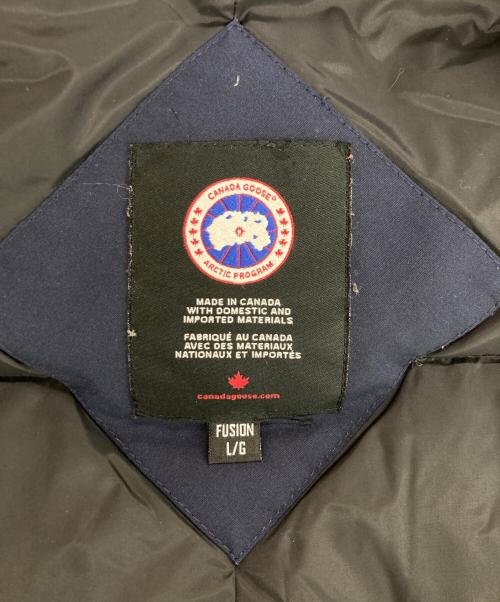 CANADA GOOSE®
ARCTIC PROGRAM
MADE IN CANADA
WITH DOMESTIC AND
IMPORTED MATERIALS
FABRIQUÉ AU CANADA
AVEC DES MATERIAUX
NATIONAUX ET IMPORTÉS
canadagoose.com
FUSION
L/G